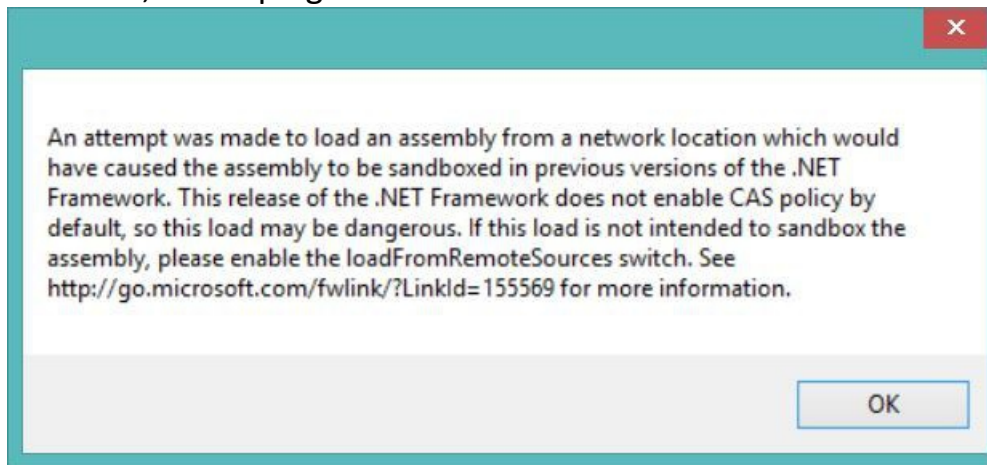 An attempt was made to load an assembly from a network location which would
have caused the assembly to be sandboxed in previous versions of the .NET
Framework. This release of the .NET Framework does not enable CAS policy by
default, so this load may be dangerous. If this load is not intended to sandbox the
assembly, please enable the loadFromRemoteSources switch. See
http://go.microsoft.com/fwlink/?LinkId=155569 for more information.
OK